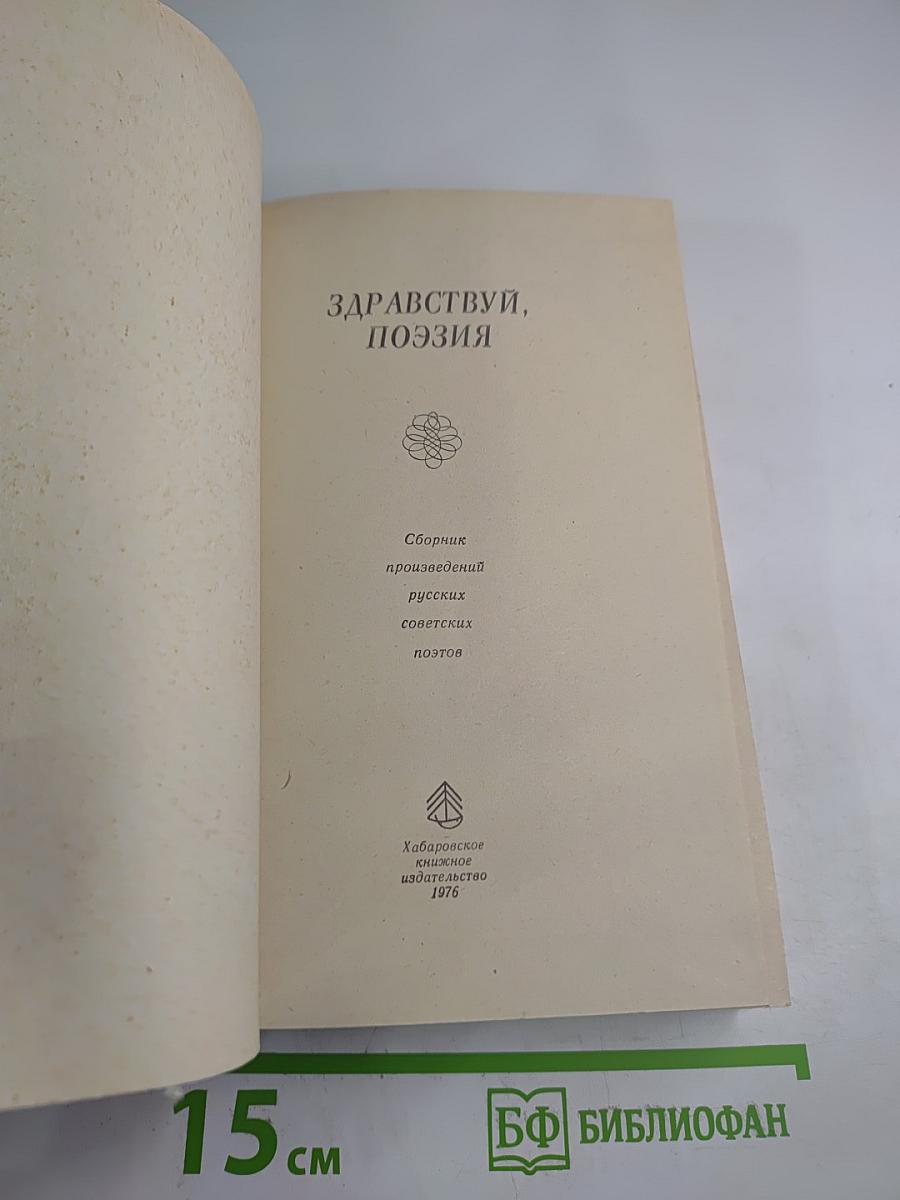 ЗДРАВСТВУЙ,
ПОЭЗИЯ
Сборник
произведений
русских
советских
поэтов
Хабаровское
книжное
издательство
1976
15 см
БФ БИБЛИОФАН